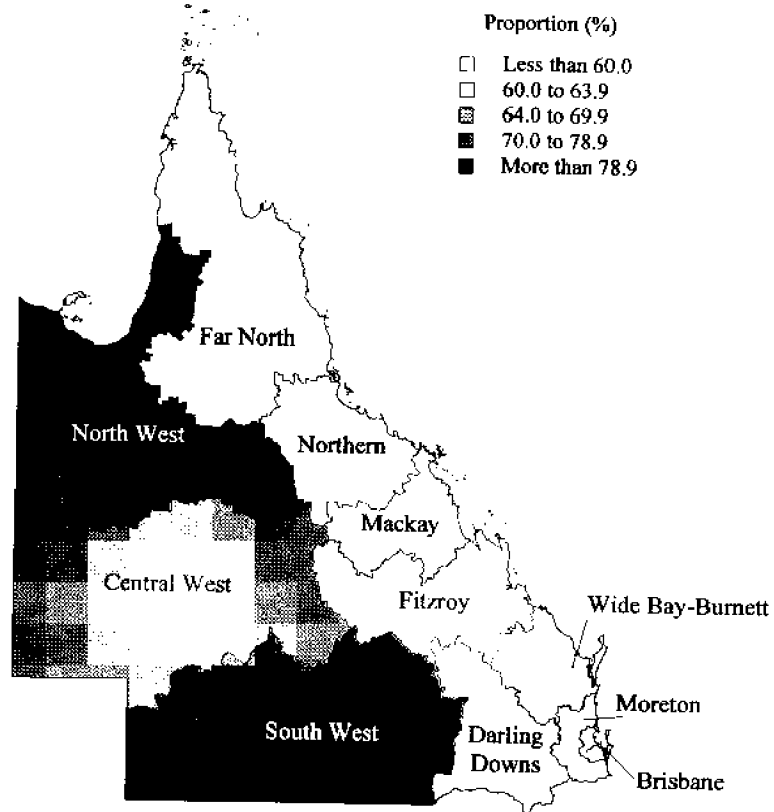 Proportion (%)
Less than 60.0
60.0 to 63.9
64.0 to 69.9
70.0 to 78.9
More than 78.9
Far North
North West
Northern
Mackay
Central West
Fitzroy
Wide Bay-Burnett
Moreton
South West
Darling
Downs
Brisbane